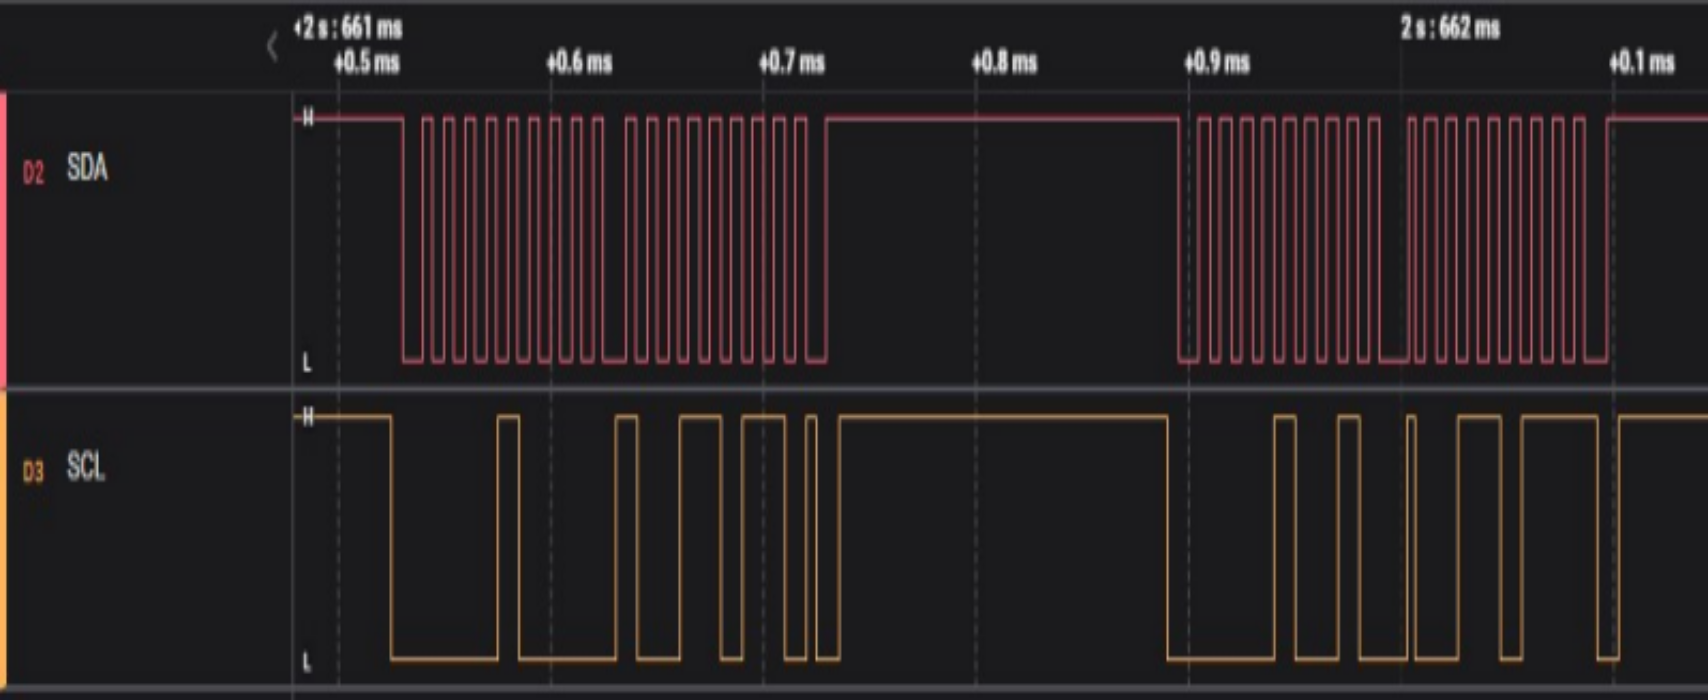 +2 s : 661 ms
2 s : 662 ms
+0.5 ms
+0.6 ms
+0.7 ms
+0.8 ms
+0.9 ms
+0.1 ms
H
D2 SDA
L
H
D3 SCL
L